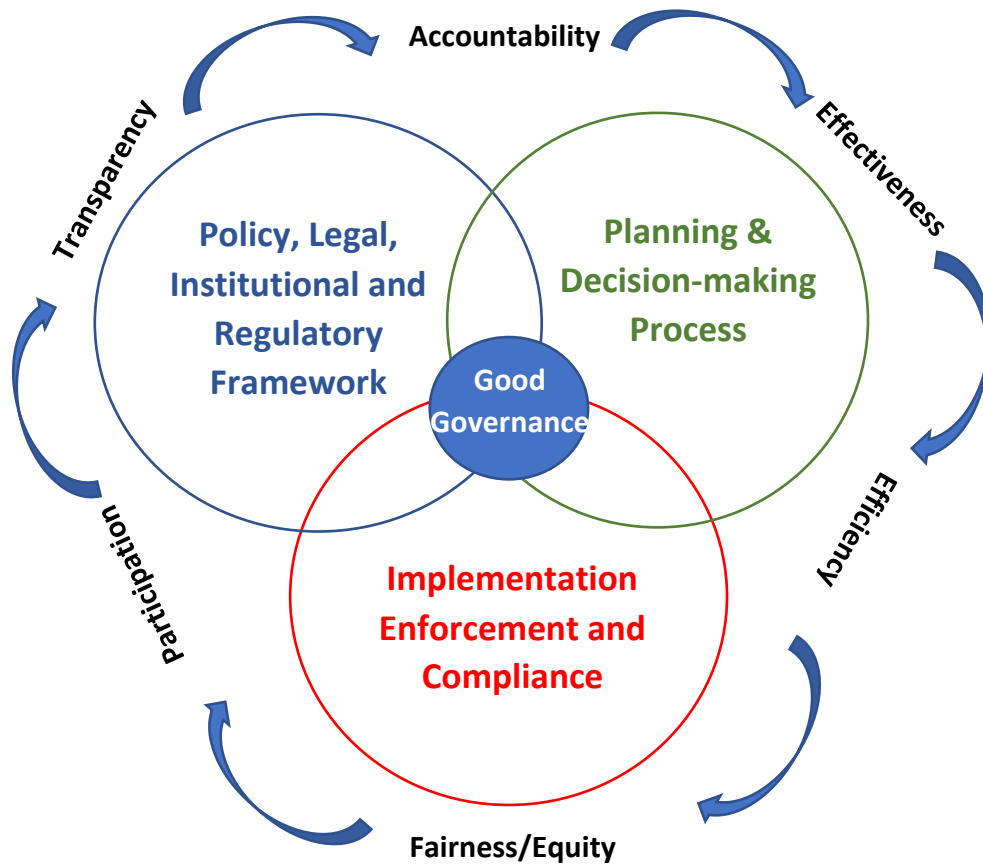 Accountability
Transparency
Effectiveness
Policy, Legal,
Institutional and
Regulatory
Framework
Planning &
Decision-making
Process
Good
Governance
Efficiency
Participation
Implementation
Enforcement and
Compliance
Fairness/Equity